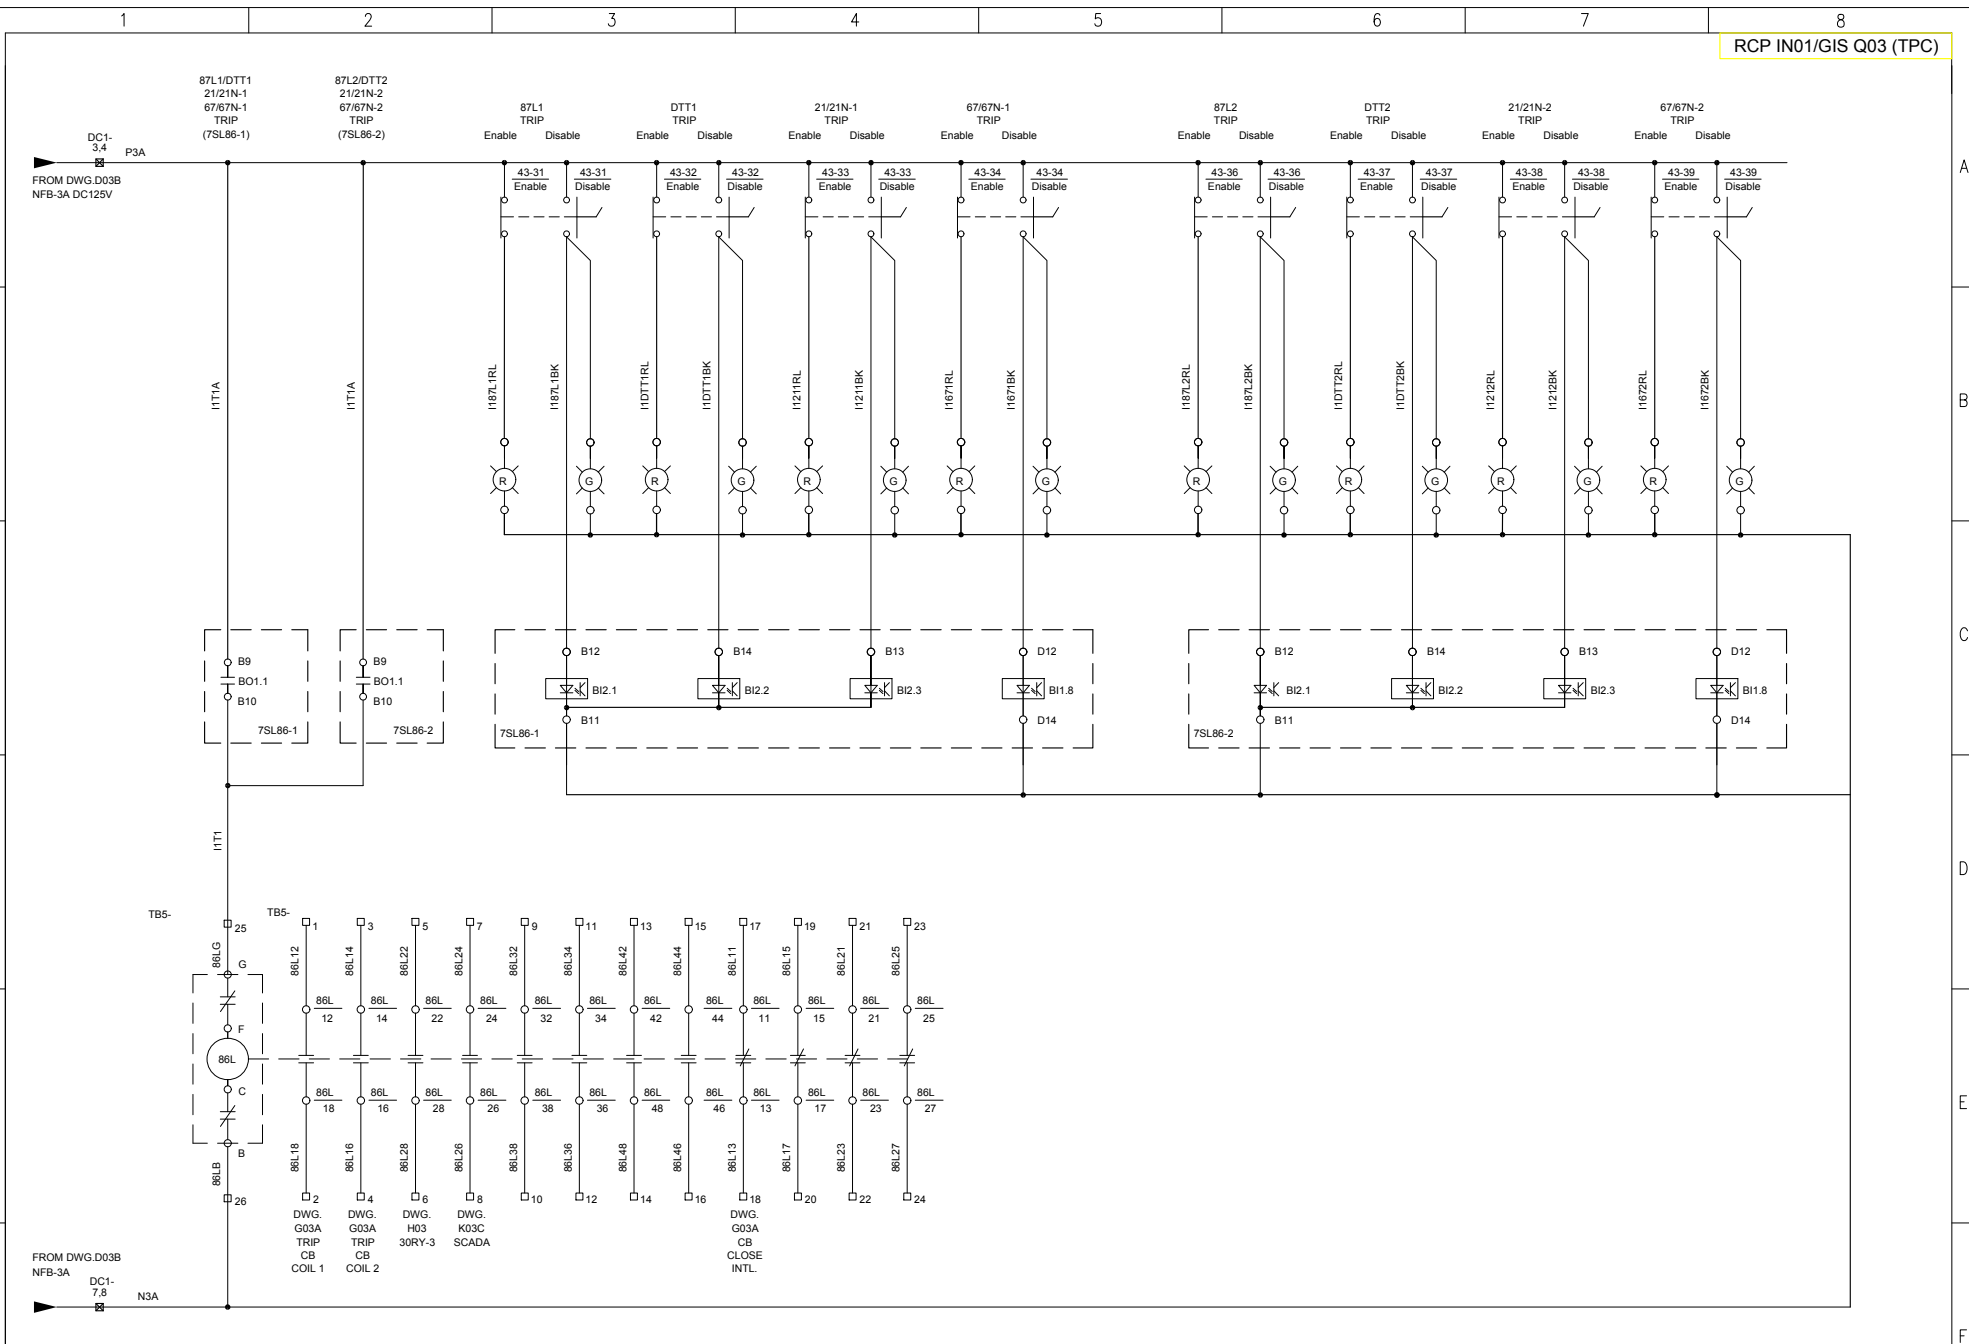 1 2 3 4 5 6 7 8
RCP IN01/GIS Q03 (TPC)
87L1/DTT1
21/21N-1
67/67N-1
TRIP
(7SL86-1)
87L2/DTT2
21/21N-2
67/67N-2
TRIP
(7SL86-2)
87L1
TRIP
Enable Disable
DTT1
TRIP
Enable Disable
21/21N-1
TRIP
Enable Disable
67/67N-1
TRIP
Enable Disable
87L2
TRIP
Enable Disable
DTT2
TRIP
Enable Disable
21/21N-2
TRIP
Enable Disable
67/67N-2
TRIP
Enable Disable
DC1-
3,4
P3A
FROM DWG.D03B
NFB-3A DC125V
A
43-31 43-31 43-32 43-32 43-33 43-33 43-34 43-34 43-36 43-36 43-37 43-37 43-38 43-38 43-39 43-39
Enable Disable Enable Disable Enable Disable Enable Disable Enable Disable Enable Disable Enable Disable Enable Disable
I1T1A I1T1A I187L1RL I187L1BK I1DTT1RL I1DTT1BK I1211RL I1211BK I1671RL I1671BK I187L2RL I187L2BK I1DTT2RL I1DTT2BK I1212RL I1212BK I1672RL I1672BK
B
R G R G R G R G R G R G R G R G
C
B9 B9 B12 B14 B13 D12 B12 B14 B13 D12
BO1.1 BO1.1 BI2.1 BI2.2 BI2.3 BI1.8 BI2.1 BI2.2 BI2.3 BI1.8
B10 B10 B11 D14 B11 D14
7SL86-1 7SL86-2 7SL86-1 7SL86-2
I1T1
D
TB5- 25
TB5- 1 3 5 7 9 11 13 15 17 19 21 23
86LG 86L12 86L14 86L22 86L24 86L32 86L34 86L42 86L44 86L11 86L15 86L21 86L25
G
86L 86L 86L 86L 86L 86L 86L 86L 86L 86L 86L 86L
12 14 22 24 32 34 42 44 11 15 21 25
F
86L
C
86L 86L 86L 86L 86L 86L 86L 86L 86L 86L 86L 86L
18 16 28 26 38 36 48 46 13 17 23 27
E
B
86LB 86L18 86L16 86L28 86L26 86L38 86L36 86L48 86L46 86L13 86L17 86L23 86L27
26 2 4 6 8 10 12 14 16 18 20 22 24
DWG.
G03A
TRIP
CB
COIL 1
DWG.
G03A
TRIP
CB
COIL 2
DWG.
H03
30RY-3
DWG.
K03C
SCADA
DWG.
G03A
CB
CLOSE
INTL.
FROM DWG.D03B
NFB-3A
DC1-
7,8
N3A
F